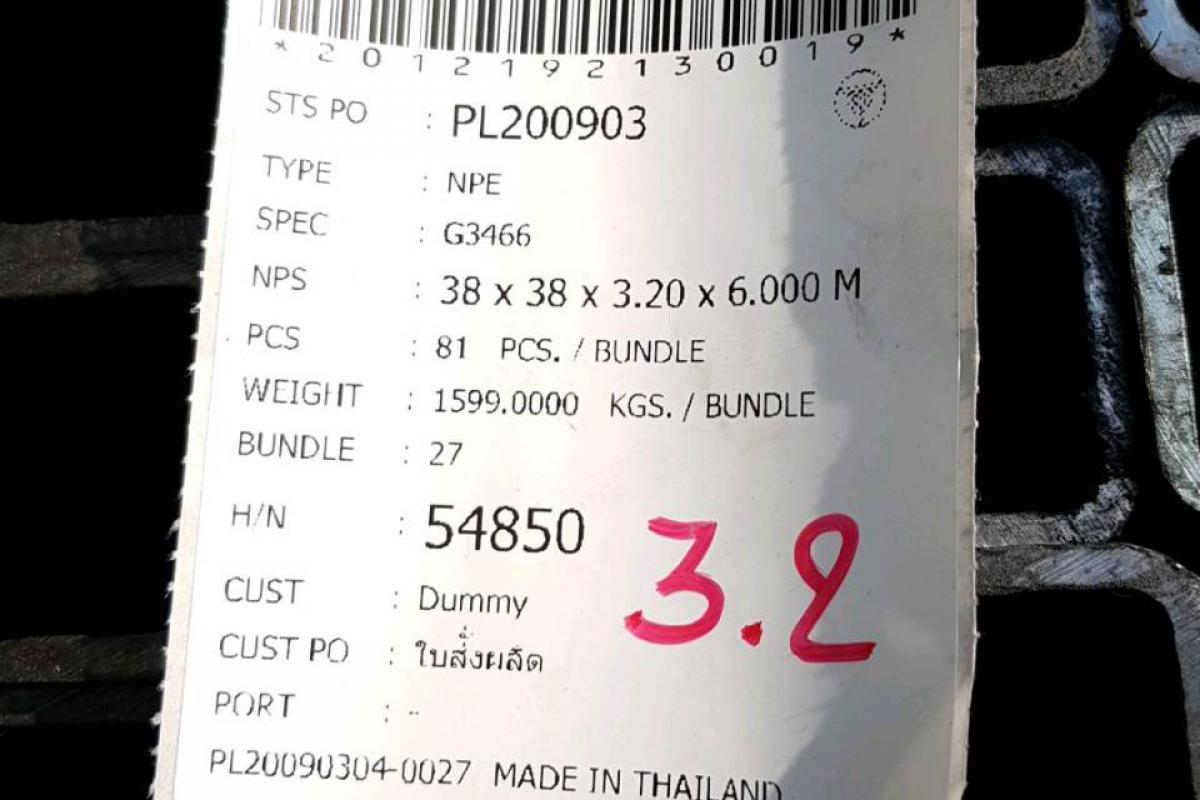 *2012192130019*
STS PO : PL200903
TYPE : NPE
SPEC : G3466
NPS : 38 x 38 x 3.20 x 6.000 M
PCS : 81 PCS. / BUNDLE
WEIGHT : 1599.0000 KGS. / BUNDLE
BUNDLE : 27
H/N : 54850
3.2
CUST : Dummy
CUST PO : ใบสั่งผลิต
PORT : --
PL20090304-0027 MADE IN THAILAND